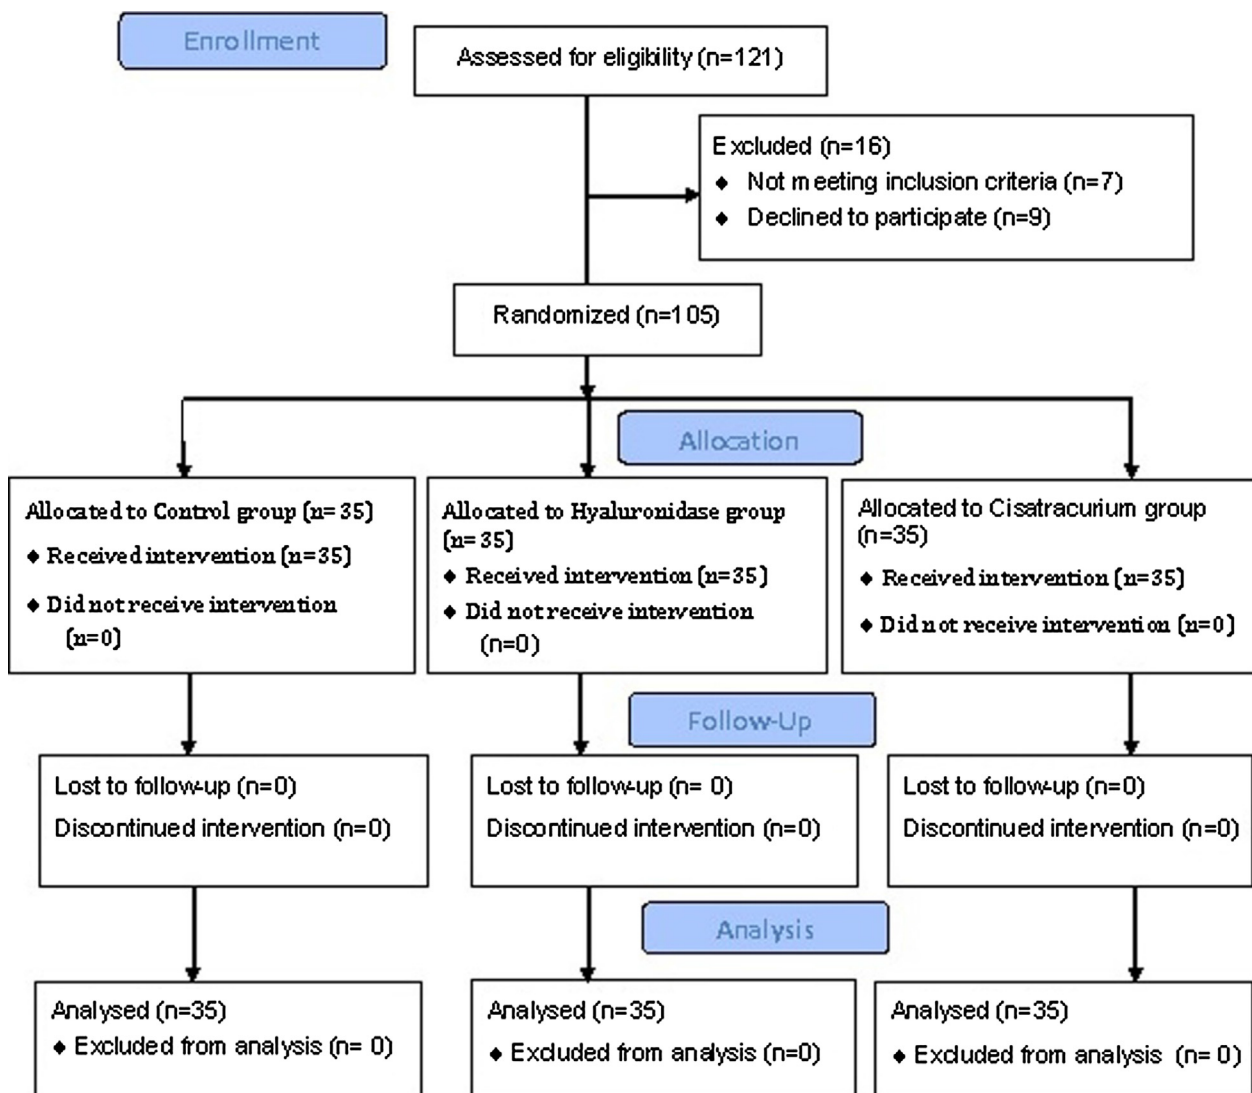 Enrollment
Assessed for eligibility (n=121)
Excluded (n=16)
♦ Not meeting inclusion criteria (n=7)
♦ Declined to participate (n=9)
Randomized (n=105)
Allocation
Allocated to Control group (n=35)
♦ Received intervention (n=35)
♦ Did not receive intervention
(n=0)
Allocated to Hyaluronidase group
(n=35)
♦ Received intervention (n=35)
♦ Did not receive intervention
(n=0)
Allocated to Cisatracurium group
(n=35)
♦ Received intervention (n=35)
♦ Did not receive intervention (n=0)
Follow-Up
Lost to follow-up (n=0)
Discontinued intervention (n=0)
Lost to follow-up (n= 0)
Discontinued intervention (n=0)
Lost to follow-up (n=0)
Discontinued intervention (n=0)
Analysis
Analysed (n=35)
♦ Excluded from analysis (n= 0)
Analysed (n=35)
♦ Excluded from analysis (n=0)
Analysed (n=35)
♦ Excluded from analysis (n= 0)